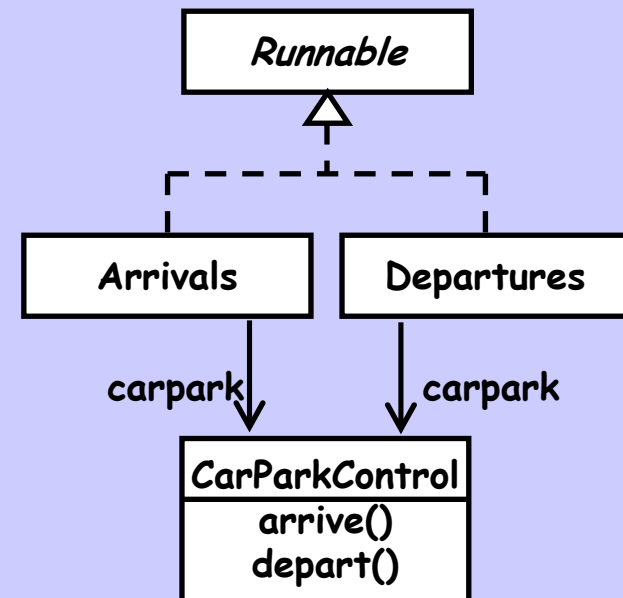 Runnable
Arrivals
Departures
carpark
carpark
CarParkControl
arrive()
depart()